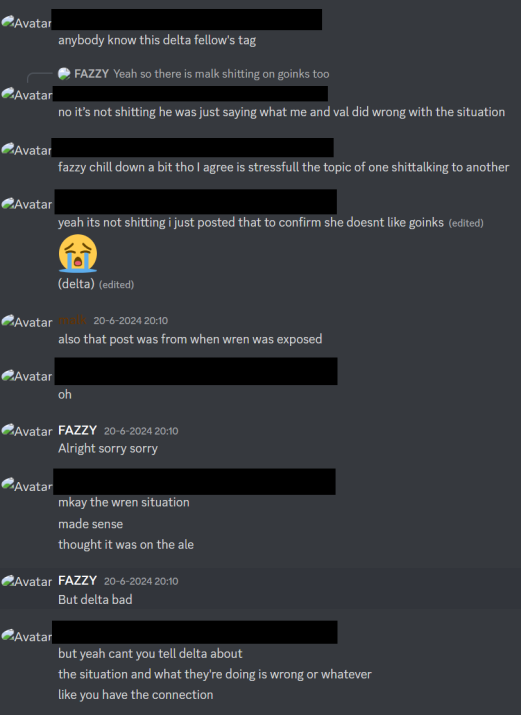 Avatar
anybody know this delta fellow's tag
FAZZY Yeah so there is malk shitting on goinks too
Avatar
no it's not shitting he was just saying what me and val did wrong with the situation
Avatar
fazzy chill down a bit tho I agree is stressfull the topic of one shittalking to another
Avatar
yeah its not shitting i just posted that to confirm she doesnt like goinks (edited)
(delta) (edited)
Avatar 20-6-2024 20:10
also that post was from when wren was exposed
Avatar
oh
Avatar FAZZY 20-6-2024 20:10
Alright sorry sorry
Avatar
mkay the wren situation
made sense
thought it was on the ale
Avatar FAZZY 20-6-2024 20:10
But delta bad
Avatar
but yeah cant you tell delta about
the situation and what they're doing is wrong or whatever
like you have the connection